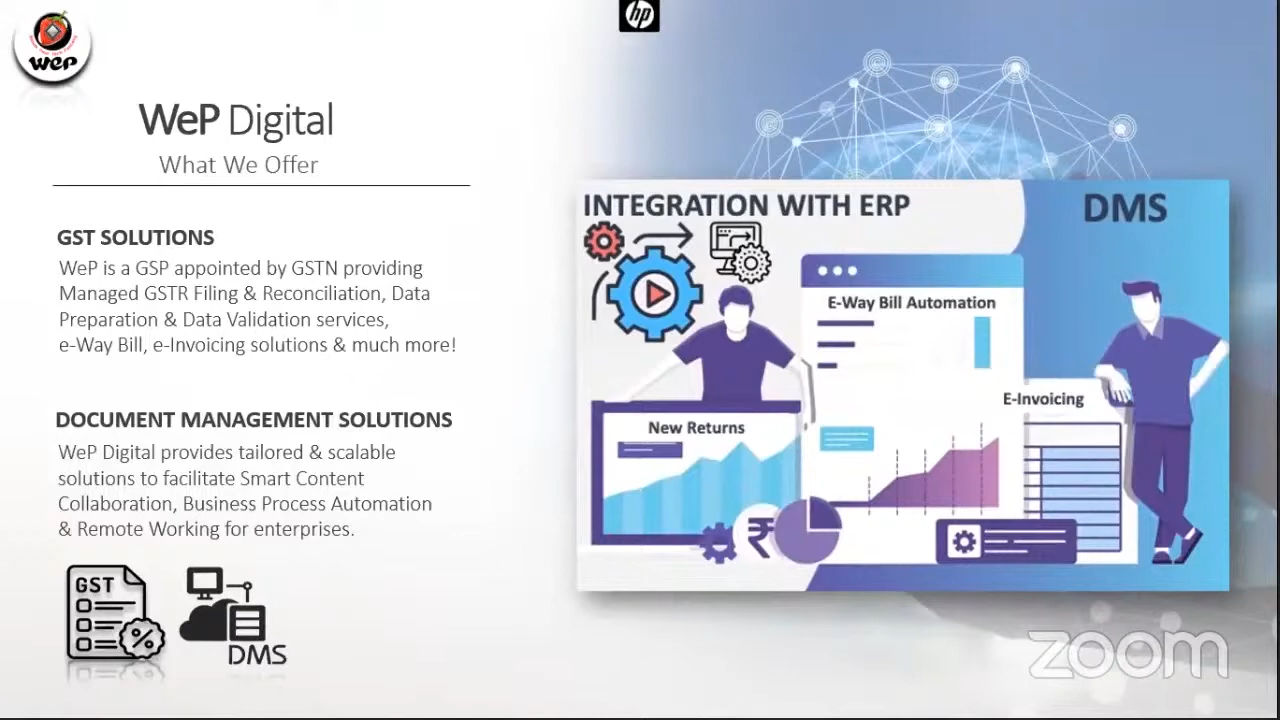 WeP
hp
WeP Digital
What We Offer
GST SOLUTIONS
WeP is a GSP appointed by GSTN providing
Managed GSTR Filing & Reconciliation, Data
Preparation & Data Validation services,
e-Way Bill, e-Invoicing solutions & much more!
DOCUMENT MANAGEMENT SOLUTIONS
WeP Digital provides tailored & scalable
solutions to facilitate Smart Content
Collaboration, Business Process Automation
& Remote Working for enterprises.
GST
%
DMS
INTEGRATION WITH ERP
DMS
E-Way Bill Automation
E-Invoicing
New Returns
₹
zoom